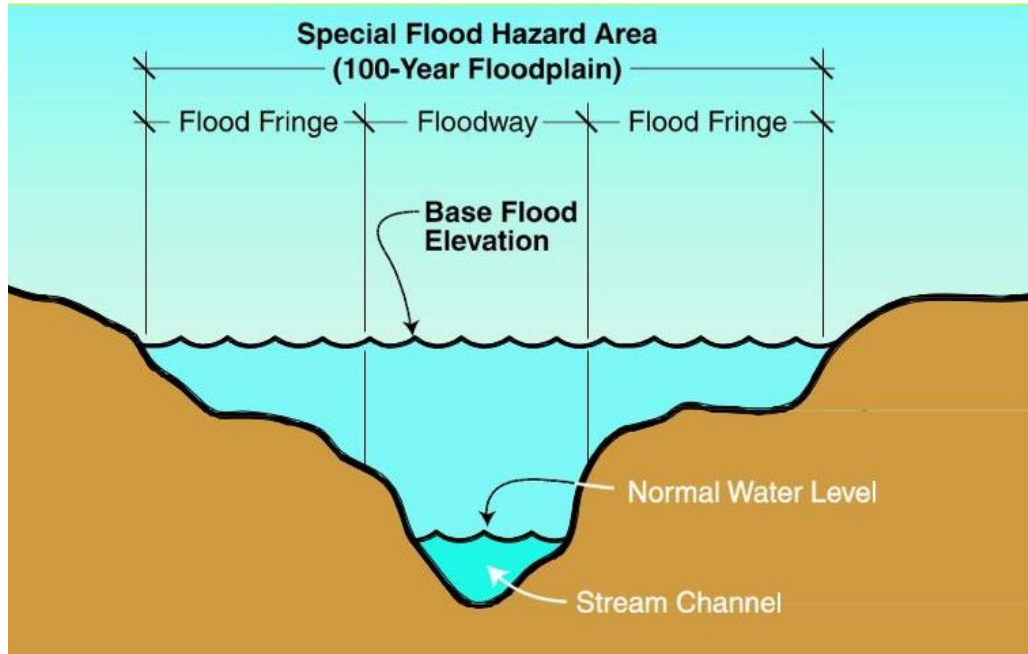 Special Flood Hazard Area
(100-Year Floodplain)
Flood Fringe
Floodway
Flood Fringe
Base Flood
Elevation
Normal Water Level
Stream Channel